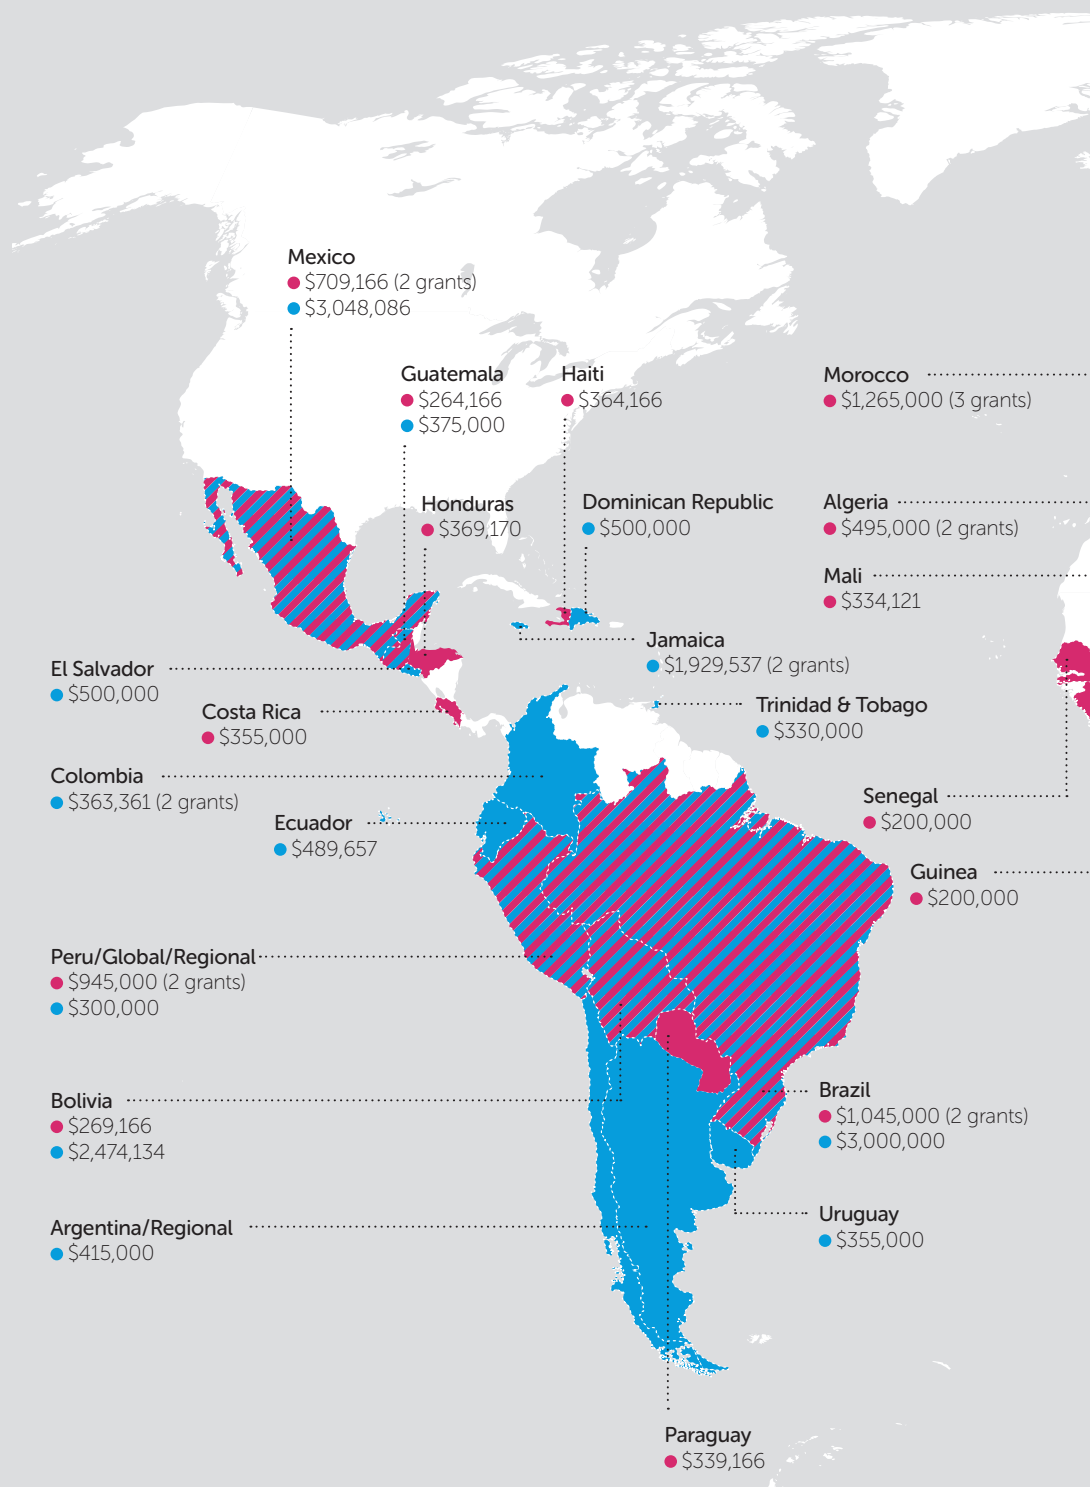 Mexico
$709,166 (2 grants)
$3,048,086
Guatemala
$264,166
$375,000
Haiti
$364,166
Morocco
$1,265,000 (3 grants)
Honduras
$369,170
Dominican Republic
$500,000
Algeria
$495,000 (2 grants)
Mali
$334,121
Jamaica
$1,929,537 (2 grants)
El Salvador
$500,000
Costa Rica
$355,000
Trinidad & Tobago
$330,000
Colombia
$363,361 (2 grants)
Ecuador
$489,657
Senegal
$200,000
Guinea
$200,000
Peru/Global/Regional
$945,000 (2 grants)
$300,000
Bolivia
$269,166
$2,474,134
Brazil
$1,045,000 (2 grants)
$3,000,000
Argentina/Regional
$415,000
Uruguay
$355,000
Paraguay
$339,166